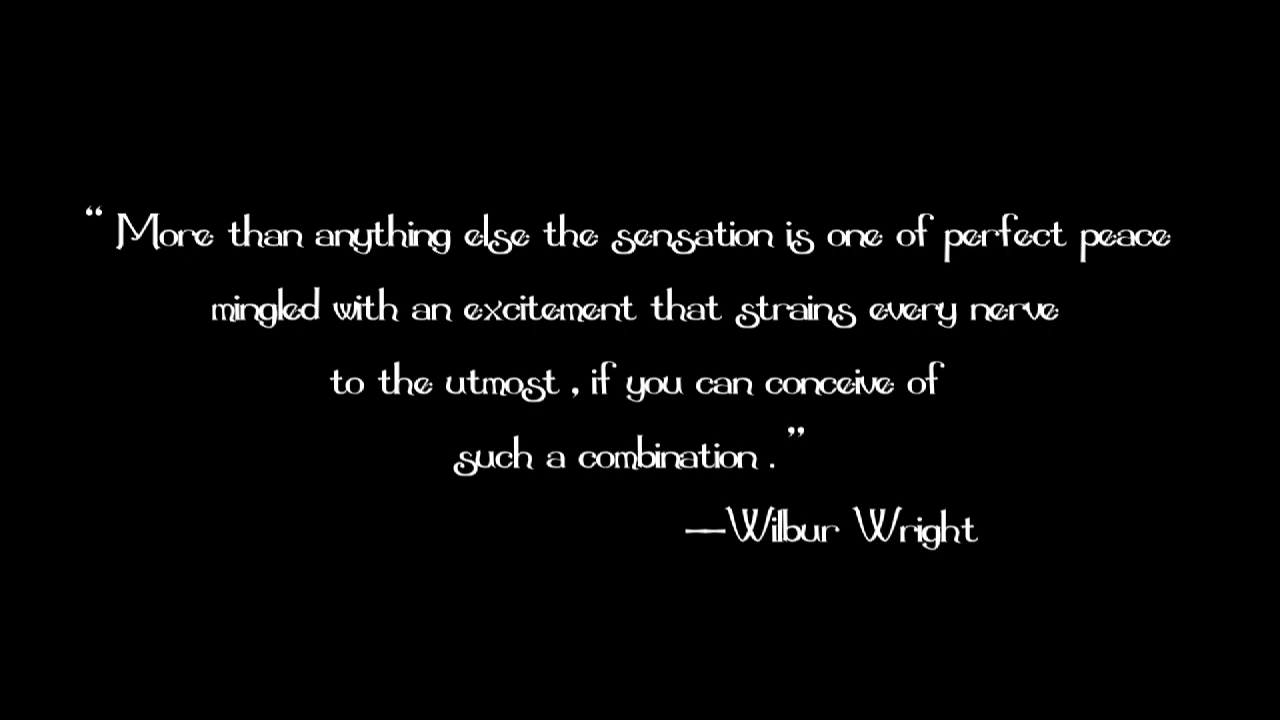 “ More than anything else the sensation is one of perfect peace
mingled with an excitement that strains every nerve
to the utmost , if you can conceive of
such a combination . ”
—Wilbur Wright